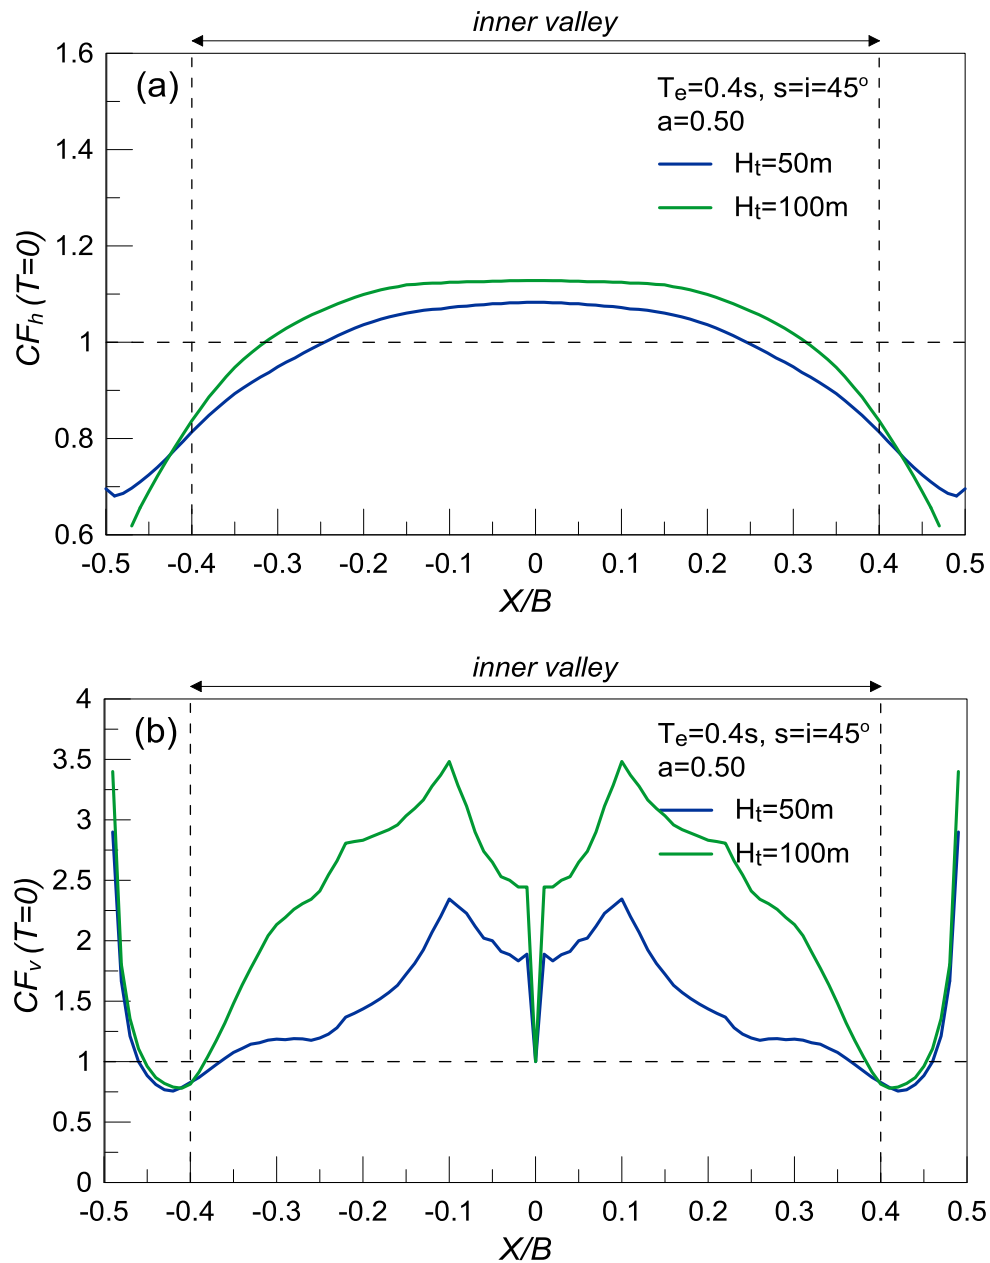 inner valley
(a)
Te=0.4s, s=i=45o
a=0.50
Ht=50m
Ht=100m
1.6
1.4
1.2
1
0.8
0.6
CFh (T=0)
-0.5 -0.4 -0.3 -0.2 -0.1 0 0.1 0.2 0.3 0.4 0.5
X/B
inner valley
(b)
Te=0.4s, s=i=45o
a=0.50
Ht=50m
Ht=100m
4
3.5
3
2.5
2
1.5
1
0.5
0
CFv (T=0)
-0.5 -0.4 -0.3 -0.2 -0.1 0 0.1 0.2 0.3 0.4 0.5
X/B